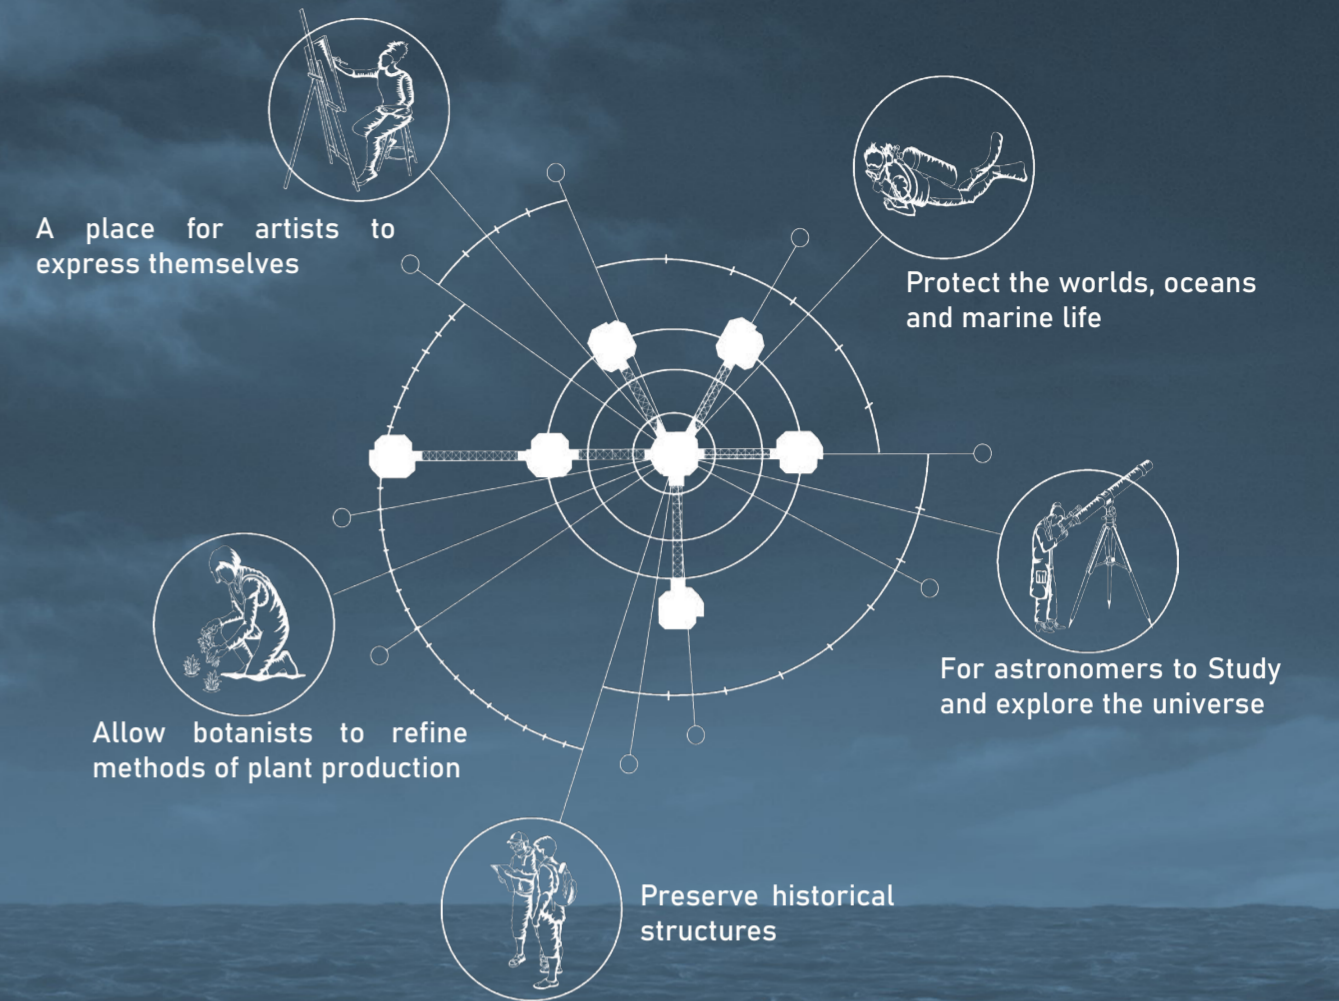 A place for artists to
express themselves
Protect the worlds, oceans
and marine life
For astronomers to Study
and explore the universe
Allow botanists to refine
methods of plant production
Preserve historical
structures